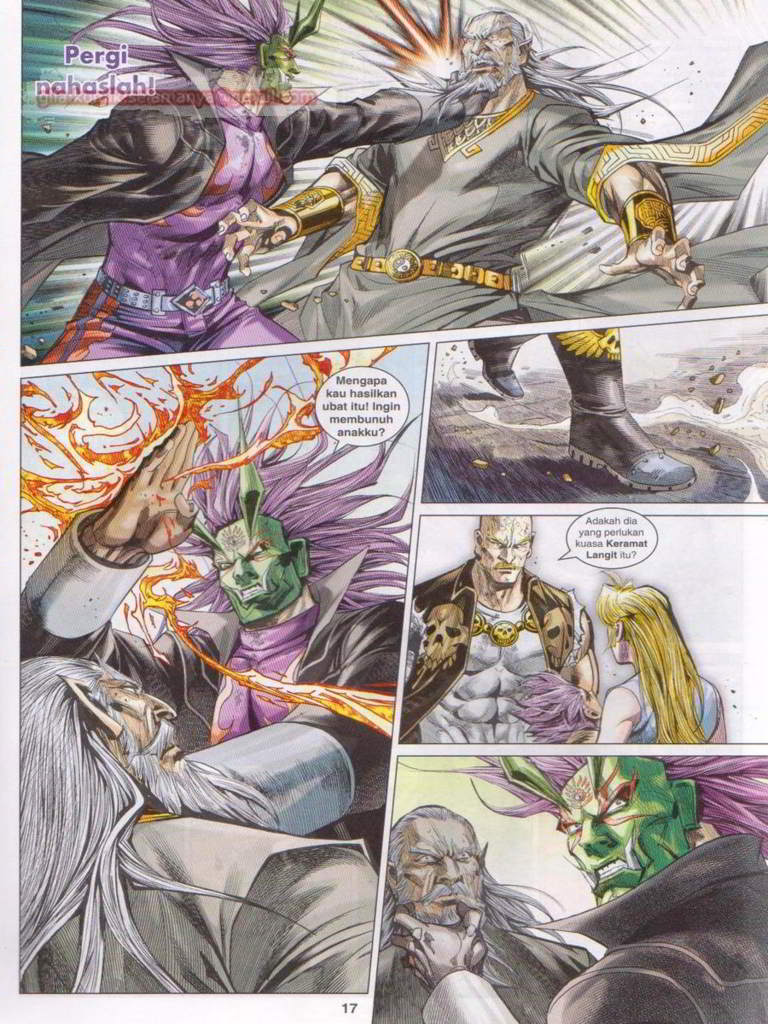 Pergi
nahaslah!
Mengapa
kau hasilkan
ubat itu! Ingin
membunuh
anakku?
Adakah dia
yang perlukan
kuasa Keramat
Langit itu?
17